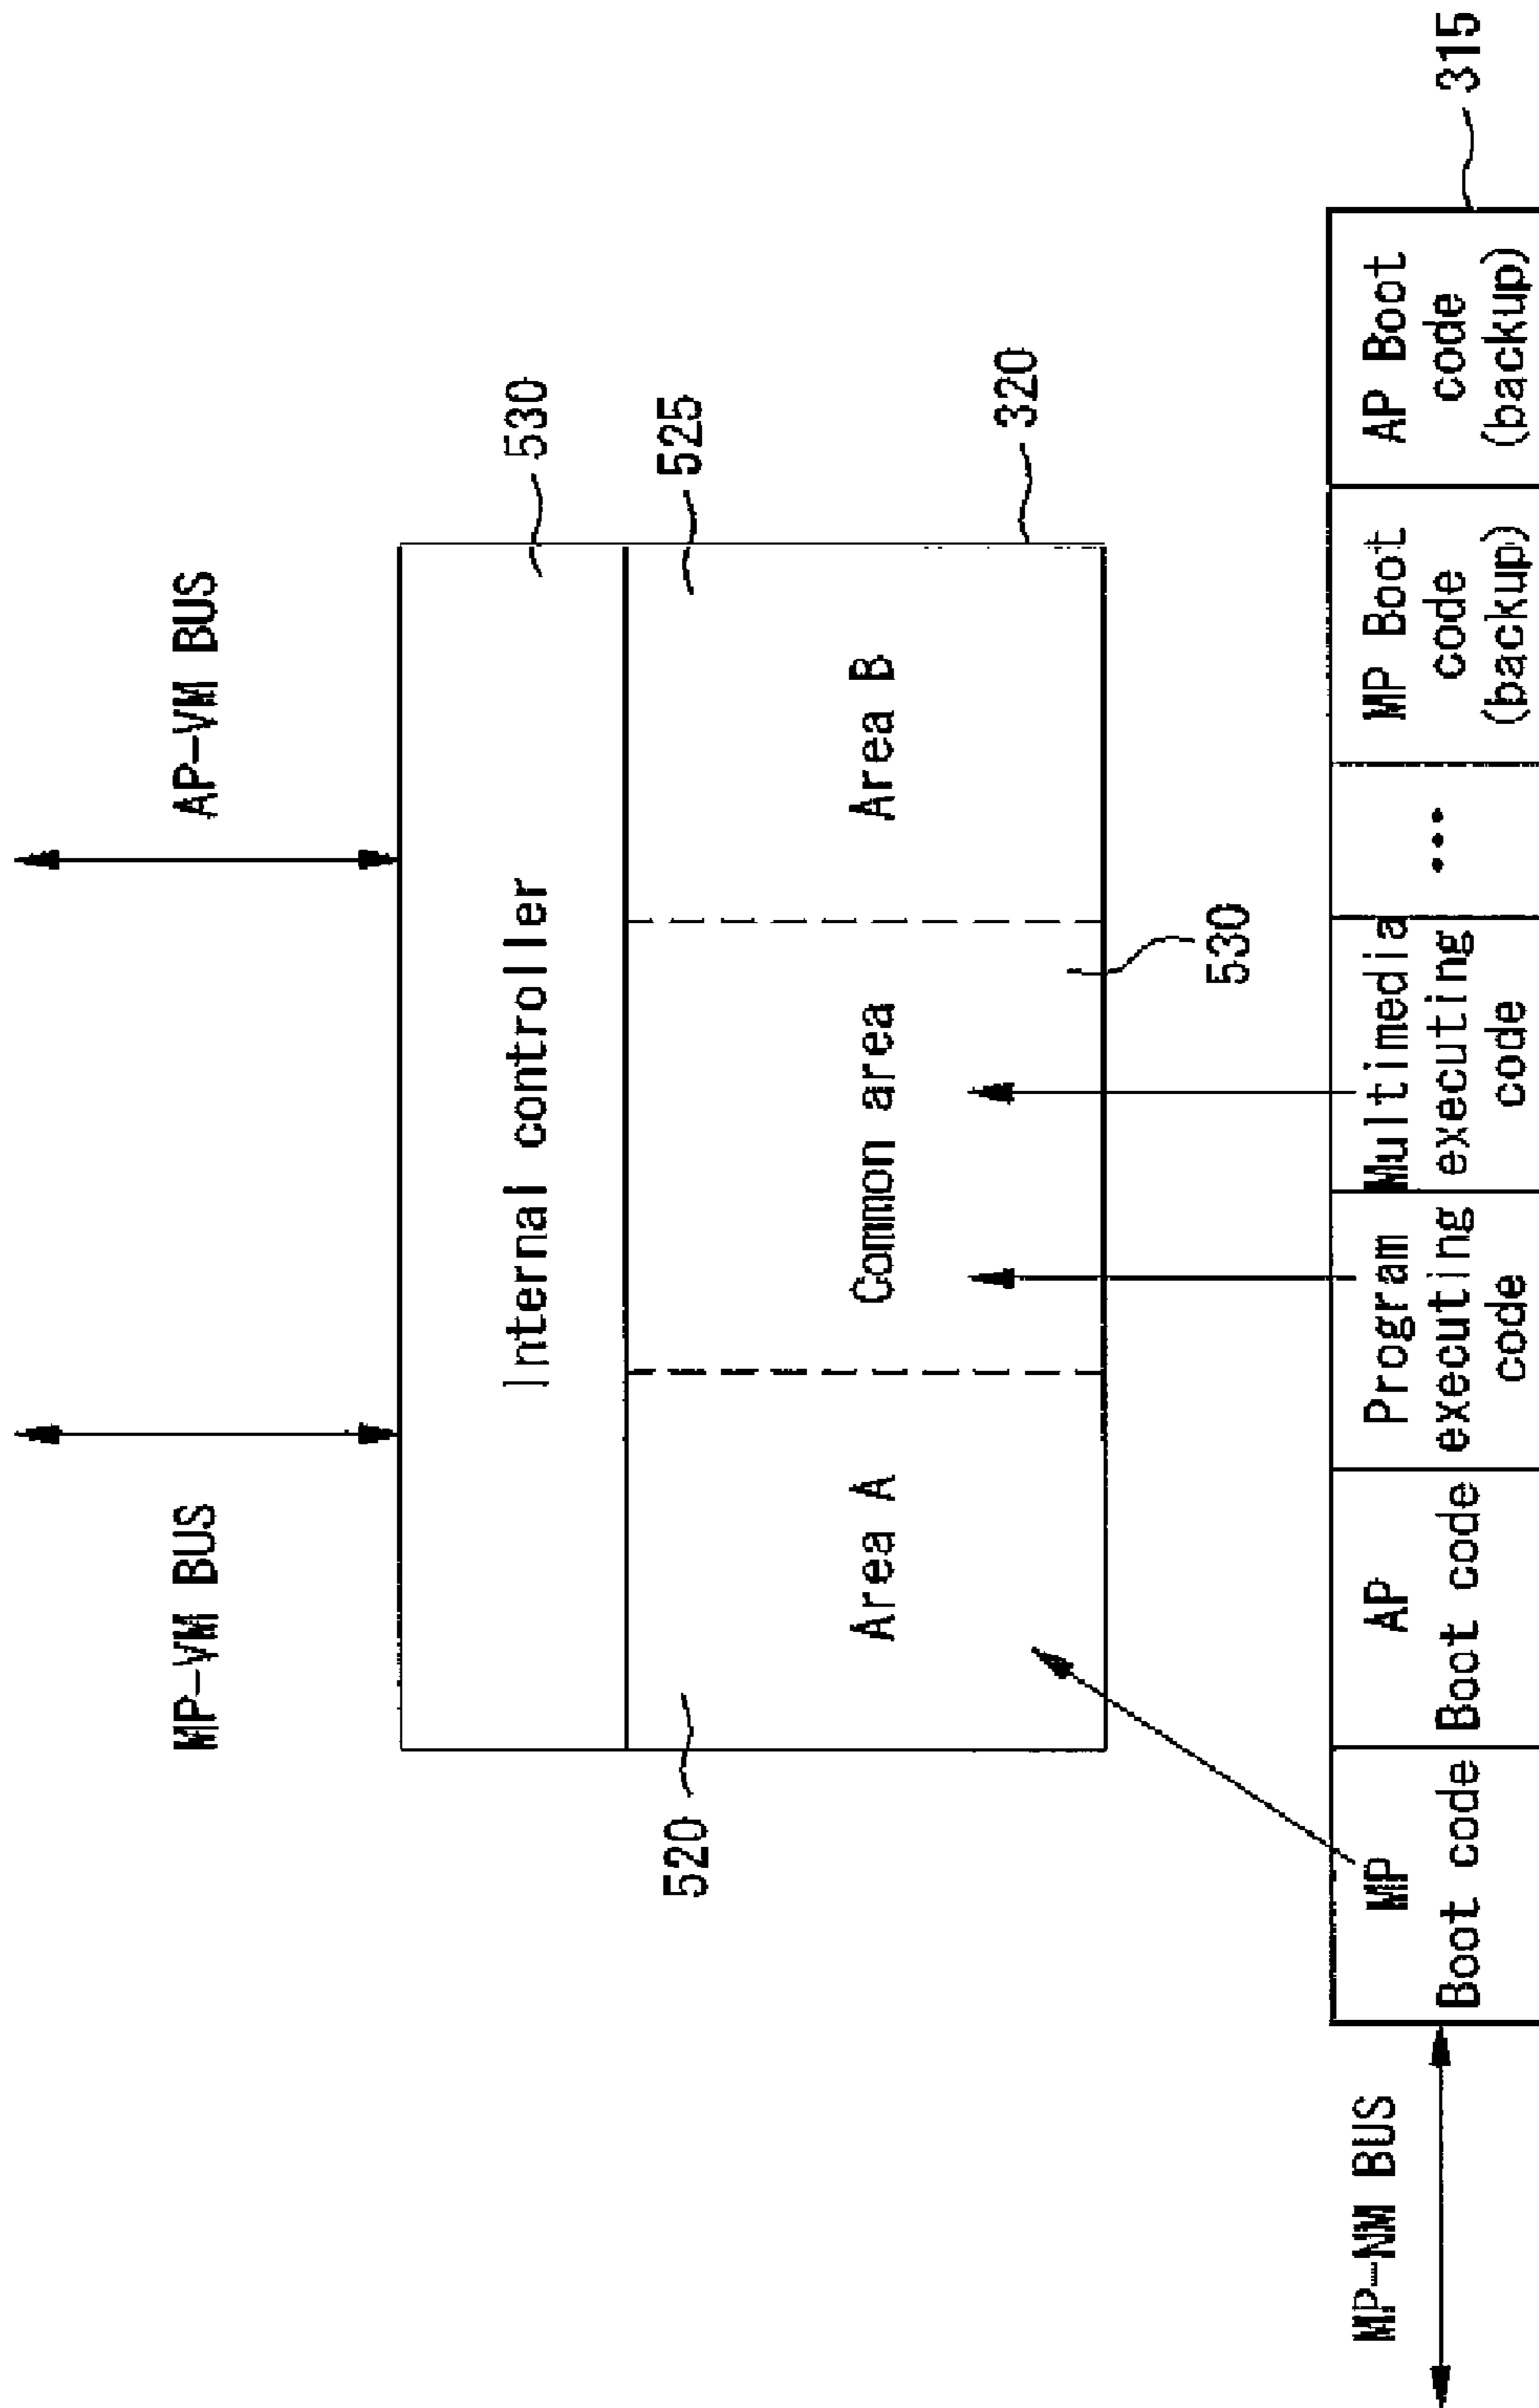 MP-VM BUS
AP-VM BUS
530
Internal controller
520
525
Area A
Common area
Area B
320
530
MP-NM BUS
MP
Boot code
AP
Boot code
Program
executing
code
Multimedia
executing
code
...
MP Boot
code
(backup)
AP Boot
code
(backup)
315